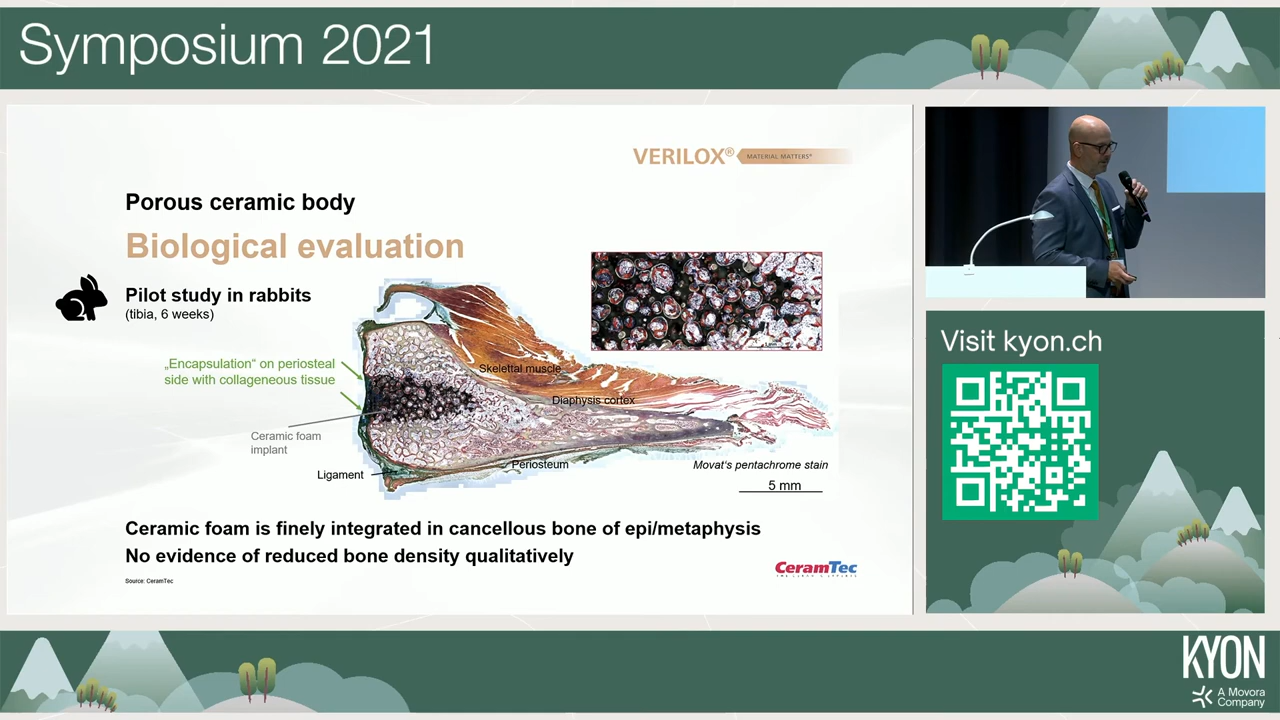 Symposium 2021
VERILOX® MATERIAL MATTERS®
Porous ceramic body
Biological evaluation
Pilot study in rabbits
(tibia, 6 weeks)
„Encapsulation“ on periosteal
side with collageneous tissue
Ceramic foam
implant
Ligament
Skelettal muscle
Diaphysis cortex
Periosteum
Movat‘s pentachrome stain
5 mm
Ceramic foam is finely integrated in cancellous bone of epi/metaphysis
No evidence of reduced bone density qualitatively
Source: CeramTec
CeramTec
Visit kyon.ch
KYON
A Movora
Company